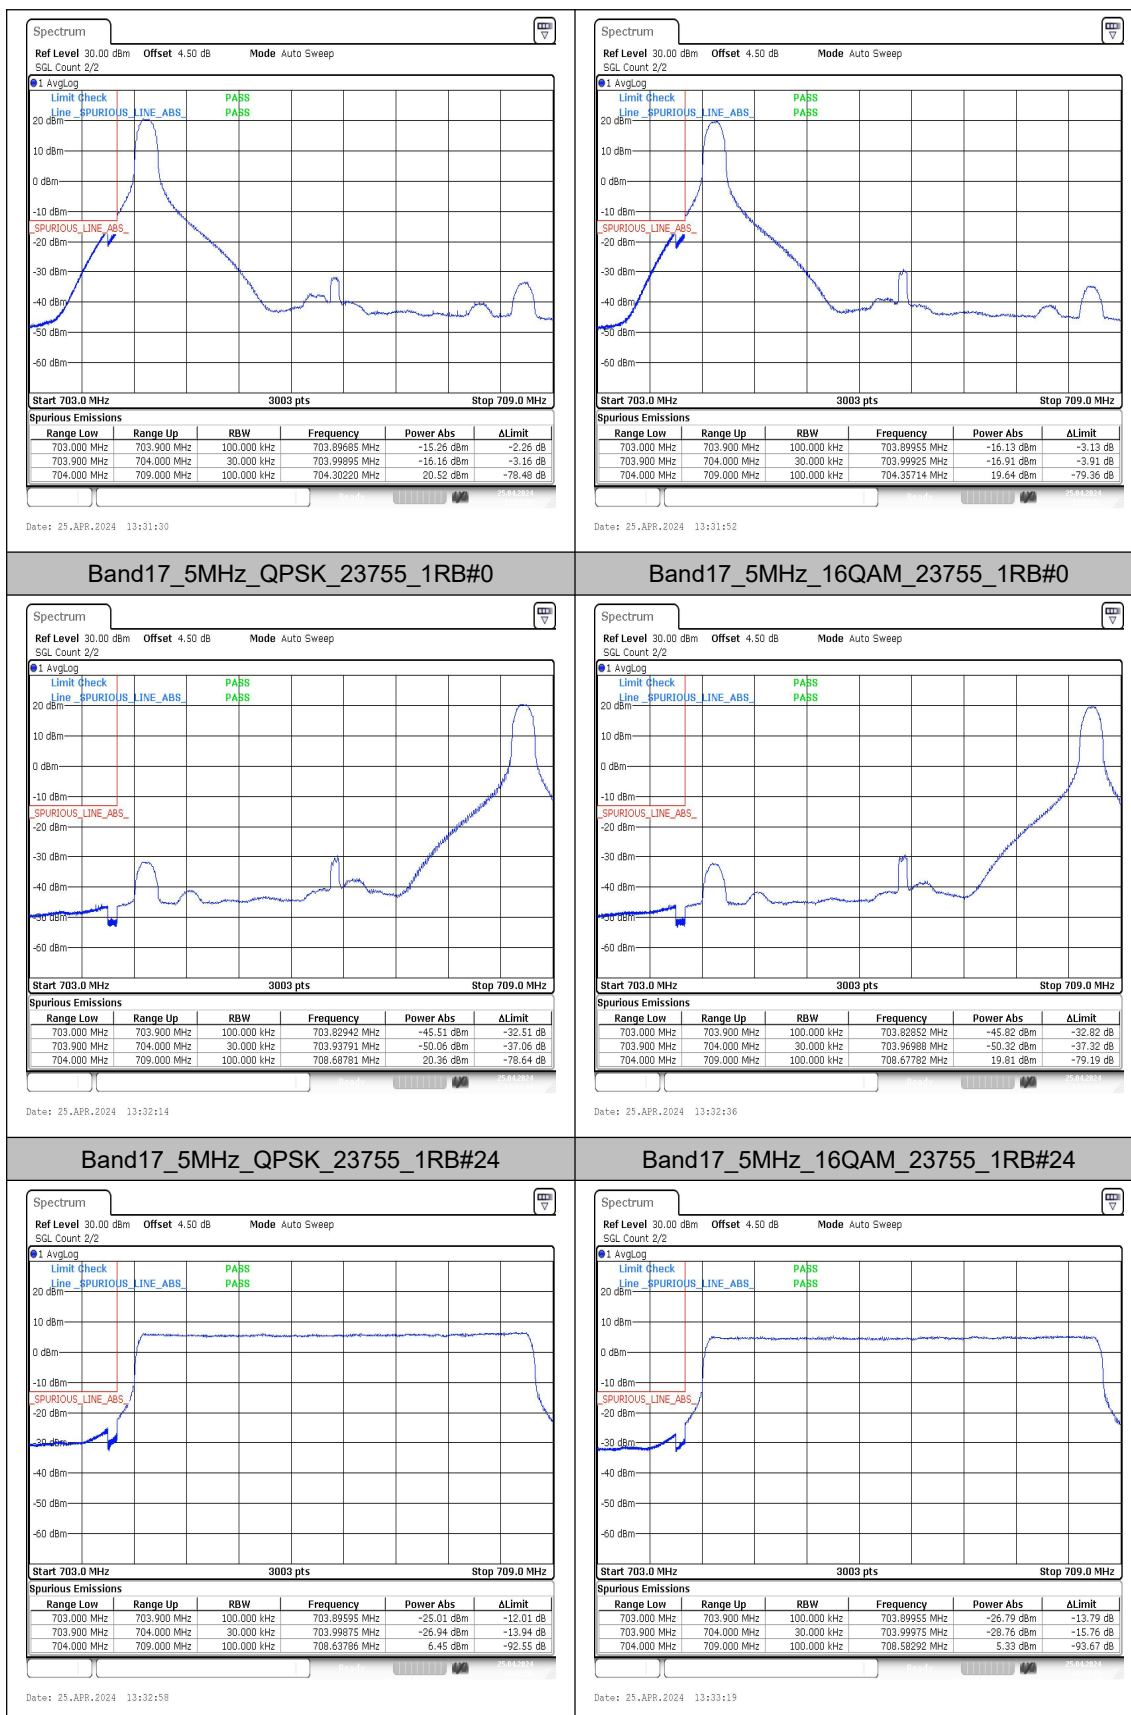 Spectrum
Ref Level 30.00 dBm Offset 4.50 dB Mode Auto Sweep
SGL Count 2/2
1 AvgLog
Limit Check PASS
Line _SPURIOUS_LINE_ABS_ PASS
20 dBm
10 dBm
0 dBm
-10 dBm
_SPURIOUS_LINE_ABS_
-20 dBm
-30 dBm
-40 dBm
-50 dBm
-60 dBm
Start 703.0 MHz 3003 pts Stop 709.0 MHz
Spurious Emissions
Range Low Range Up RBW Frequency Power Abs ΔLimit
703.000 MHz 703.900 MHz 100.000 kHz 703.89685 MHz -15.26 dBm -2.26 dB
703.900 MHz 704.000 MHz 30.000 kHz 703.99895 MHz -16.16 dBm -3.16 dB
704.000 MHz 709.000 MHz 100.000 kHz 704.30220 MHz 20.52 dBm -78.48 dB
Ready 25.04.2024
Date: 25.APR.2024 13:31:30
Spectrum
Ref Level 30.00 dBm Offset 4.50 dB Mode Auto Sweep
SGL Count 2/2
1 AvgLog
Limit Check PASS
Line _SPURIOUS_LINE_ABS_ PASS
20 dBm
10 dBm
0 dBm
-10 dBm
_SPURIOUS_LINE_ABS_
-20 dBm
-30 dBm
-40 dBm
-50 dBm
-60 dBm
Start 703.0 MHz 3003 pts Stop 709.0 MHz
Spurious Emissions
Range Low Range Up RBW Frequency Power Abs ΔLimit
703.000 MHz 703.900 MHz 100.000 kHz 703.89955 MHz -16.13 dBm -3.13 dB
703.900 MHz 704.000 MHz 30.000 kHz 703.99925 MHz -16.91 dBm -3.91 dB
704.000 MHz 709.000 MHz 100.000 kHz 704.35714 MHz 19.64 dBm -79.36 dB
Ready 25.04.2024
Date: 25.APR.2024 13:31:52
Band17_5MHz_QPSK_23755_1RB#0
Band17_5MHz_16QAM_23755_1RB#0
Spectrum
Ref Level 30.00 dBm Offset 4.50 dB Mode Auto Sweep
SGL Count 2/2
1 AvgLog
Limit Check PASS
Line _SPURIOUS_LINE_ABS_ PASS
20 dBm
10 dBm
0 dBm
-10 dBm
_SPURIOUS_LINE_ABS_
-20 dBm
-30 dBm
-40 dBm
-50 dBm
-60 dBm
Start 703.0 MHz 3003 pts Stop 709.0 MHz
Spurious Emissions
Range Low Range Up RBW Frequency Power Abs ΔLimit
703.000 MHz 703.900 MHz 100.000 kHz 703.82942 MHz -45.51 dBm -32.51 dB
703.900 MHz 704.000 MHz 30.000 kHz 703.93791 MHz -50.06 dBm -37.06 dB
704.000 MHz 709.000 MHz 100.000 kHz 708.68781 MHz 20.36 dBm -78.64 dB
Ready 25.04.2024
Date: 25.APR.2024 13:32:14
Spectrum
Ref Level 30.00 dBm Offset 4.50 dB Mode Auto Sweep
SGL Count 2/2
1 AvgLog
Limit Check PASS
Line _SPURIOUS_LINE_ABS_ PASS
20 dBm
10 dBm
0 dBm
-10 dBm
_SPURIOUS_LINE_ABS_
-20 dBm
-30 dBm
-40 dBm
-50 dBm
-60 dBm
Start 703.0 MHz 3003 pts Stop 709.0 MHz
Spurious Emissions
Range Low Range Up RBW Frequency Power Abs ΔLimit
703.000 MHz 703.900 MHz 100.000 kHz 703.82852 MHz -45.82 dBm -32.82 dB
703.900 MHz 704.000 MHz 30.000 kHz 703.96988 MHz -50.32 dBm -37.32 dB
704.000 MHz 709.000 MHz 100.000 kHz 708.67782 MHz 19.81 dBm -79.19 dB
Ready 25.04.2024
Date: 25.APR.2024 13:32:36
Band17_5MHz_QPSK_23755_1RB#24
Band17_5MHz_16QAM_23755_1RB#24
Spectrum
Ref Level 30.00 dBm Offset 4.50 dB Mode Auto Sweep
SGL Count 2/2
1 AvgLog
Limit Check PASS
Line _SPURIOUS_LINE_ABS_ PASS
20 dBm
10 dBm
0 dBm
-10 dBm
_SPURIOUS_LINE_ABS_
-20 dBm
-30 dBm
-40 dBm
-50 dBm
-60 dBm
Start 703.0 MHz 3003 pts Stop 709.0 MHz
Spurious Emissions
Range Low Range Up RBW Frequency Power Abs ΔLimit
703.000 MHz 703.900 MHz 100.000 kHz 703.89595 MHz -25.01 dBm -12.01 dB
703.900 MHz 704.000 MHz 30.000 kHz 703.99875 MHz -26.94 dBm -13.94 dB
704.000 MHz 709.000 MHz 100.000 kHz 708.63786 MHz 6.45 dBm -92.55 dB
Ready 25.04.2024
Date: 25.APR.2024 13:32:58
Spectrum
Ref Level 30.00 dBm Offset 4.50 dB Mode Auto Sweep
SGL Count 2/2
1 AvgLog
Limit Check PASS
Line _SPURIOUS_LINE_ABS_ PASS
20 dBm
10 dBm
0 dBm
-10 dBm
_SPURIOUS_LINE_ABS_
-20 dBm
-30 dBm
-40 dBm
-50 dBm
-60 dBm
Start 703.0 MHz 3003 pts Stop 709.0 MHz
Spurious Emissions
Range Low Range Up RBW Frequency Power Abs ΔLimit
703.000 MHz 703.900 MHz 100.000 kHz 703.89955 MHz -26.79 dBm -13.79 dB
703.900 MHz 704.000 MHz 30.000 kHz 703.99975 MHz -28.76 dBm -15.76 dB
704.000 MHz 709.000 MHz 100.000 kHz 708.58292 MHz 5.33 dBm -93.67 dB
Ready 25.04.2024
Date: 25.APR.2024 13:33:19